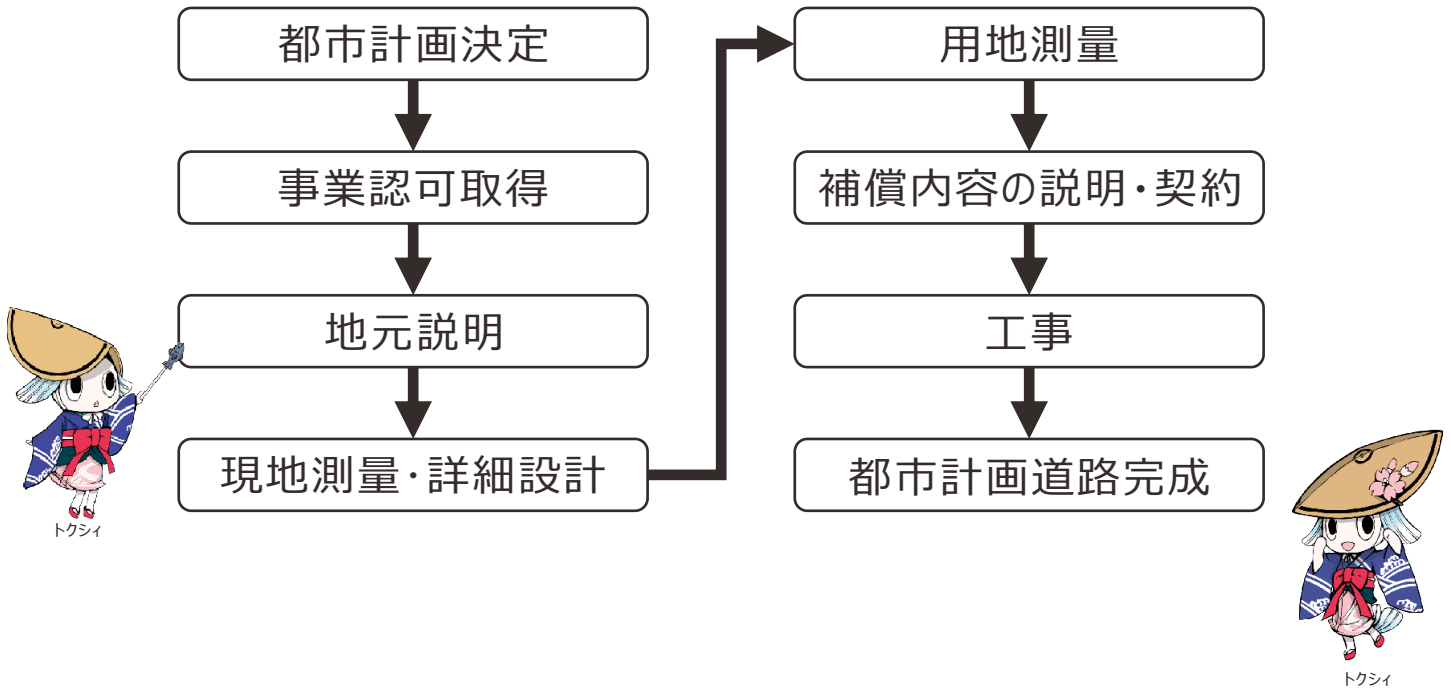 都市計画決定
事業認可取得
地元説明
現地測量・詳細設計
用地測量
補償内容の説明・契約
工事
都市計画道路完成
トクシィ
トクシィ